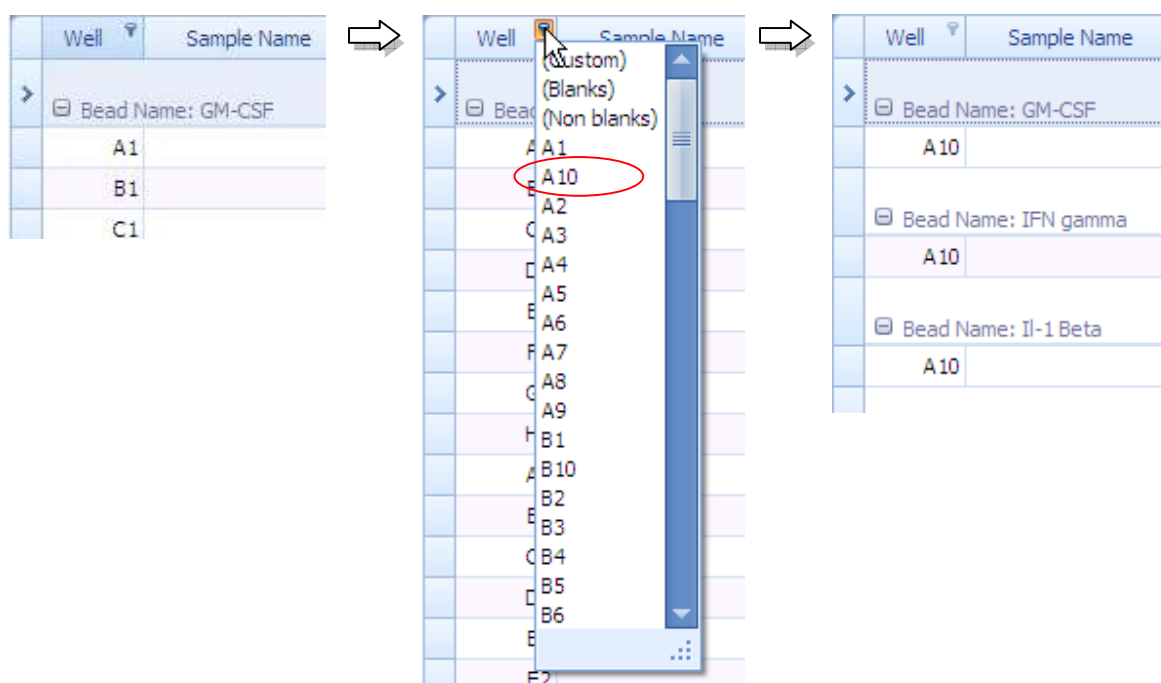 Well Sample Name
Bead Name: GM-CSF
A1
B1
C1
Well Sample Name
(Custom)
(Blanks)
(Non blanks)
A1
A10
A2
A3
A4
A5
A6
A7
A8
A9
B1
B10
B2
B3
B4
B5
B6
Well Sample Name
Bead Name: GM-CSF
A10
Bead Name: IFN gamma
A10
Bead Name: Il-1 Beta
A10